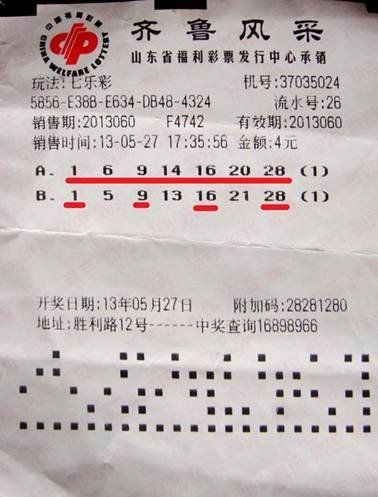 中国福利彩票
CHINA WELFARE LOTTERY
齐鲁风采
山东省福利彩票发行中心承销
玩法:七乐彩 机号:37035024
5856-E38B-E634-DB48-4324 流水号:26
销售期:2013060 F4742 有效期:2013060
销售时间:13-05-27 17:35:56 金额:4元
A. 1 6 9 14 16 20 28 (1)
B. 1 5 9 13 16 21 28 (1)
开奖日期:13年05月27日 附加码:28281280
地址:胜利路12号------中奖查询16898966